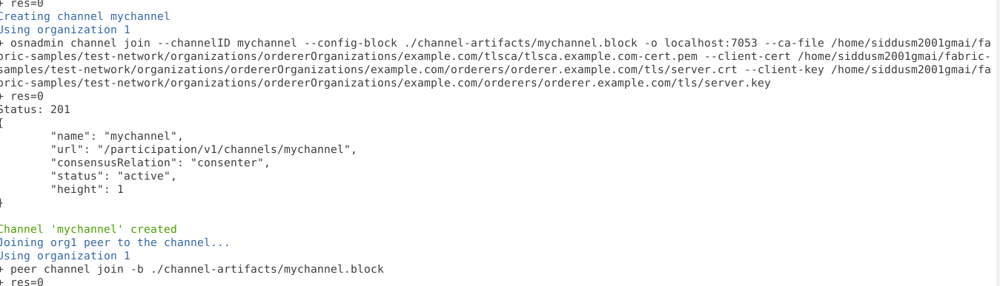 + res=0
Creating channel mychannel
Using organization 1
+ osnadmin channel join --channelID mychannel --config-block ./channel-artifacts/mychannel.block -o localhost:7053 --ca-file /home/siddusm2001gmai/fa
bric-samples/test-network/organizations/ordererOrganizations/example.com/tlsca/tlsca.example.com-cert.pem --client-cert /home/siddusm2001gmai/fabric-
samples/test-network/organizations/ordererOrganizations/example.com/orderers/orderer.example.com/tls/server.crt --client-key /home/siddusm2001gmai/fa
bric-samples/test-network/organizations/ordererOrganizations/example.com/orderers/orderer.example.com/tls/server.key
+ res=0
Status: 201
{
        "name": "mychannel",
        "url": "/participation/v1/channels/mychannel",
        "consensusRelation": "consenter",
        "status": "active",
        "height": 1
}

Channel 'mychannel' created
Joining org1 peer to the channel...
Using organization 1
+ peer channel join -b ./channel-artifacts/mychannel.block
+ res=0